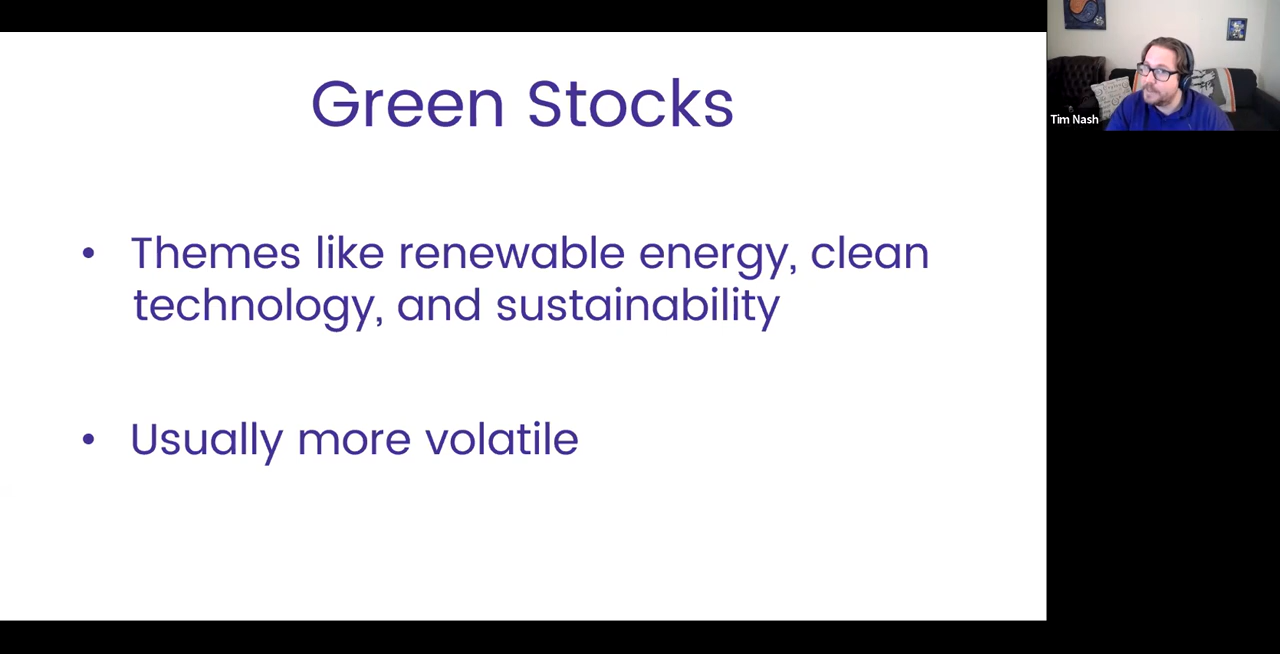 Green Stocks
• Themes like renewable energy, clean
technology, and sustainability
• Usually more volatile
Tim Nash